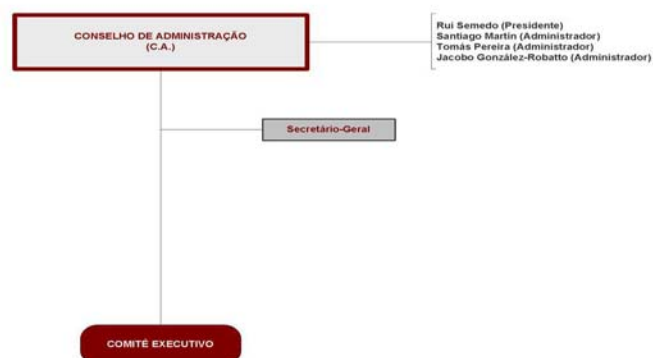 CONSELHO DE ADMINISTRAÇÃO
(C.A.)
Rui Semedo (Presidente)
Santiago Martín (Administrador)
Tomás Pereira (Administrador)
Jacobo González-Robatto (Administrador)
Secretário-Geral
COMITÉ EXECUTIVO